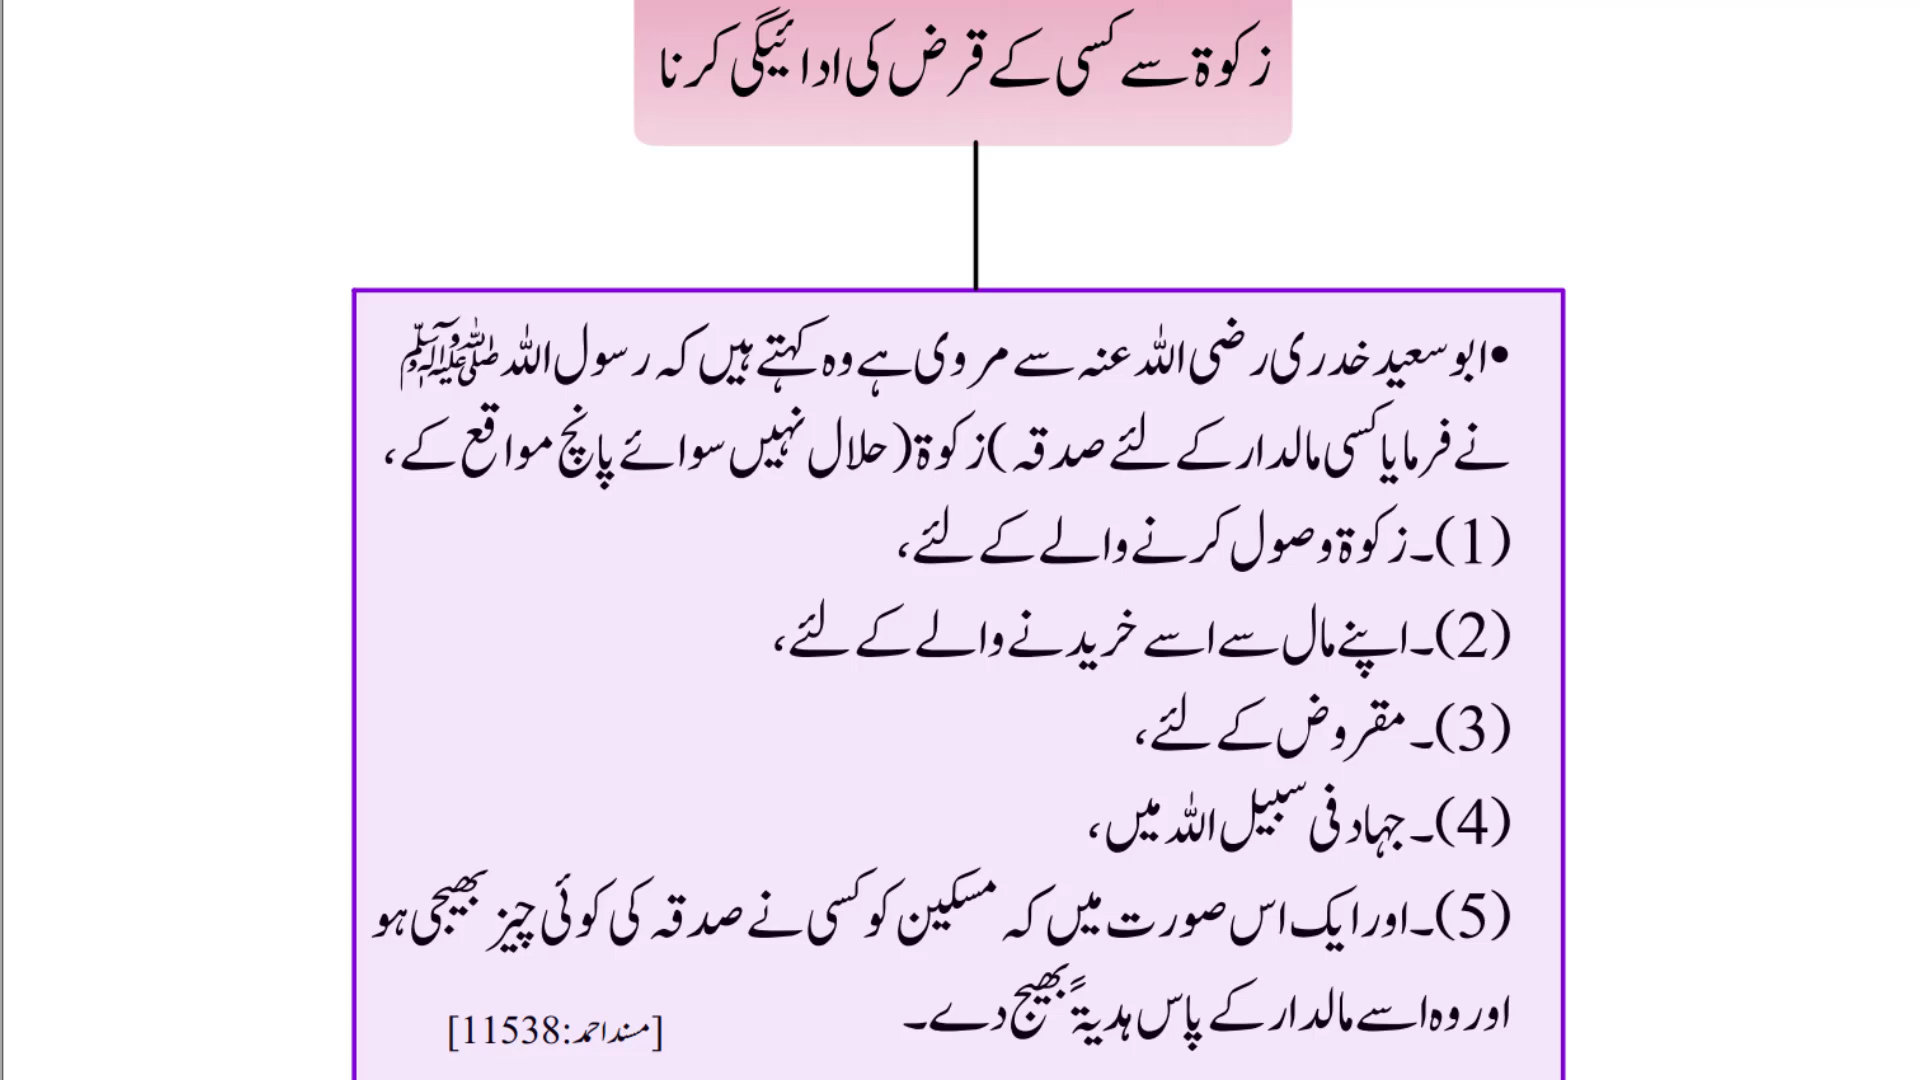 زکوۃ سے کسی کے قرض کی ادائیگی کرنا
•ابو سعید خدری رضی اللہ عنہ سے مروی ہے وہ کہتے ہیں کہ رسول اللہ ﷺ
نے فرمایا کسی مالدار کے لئے صدقہ )زکوۃ( حلال نہیں سوائے پانچ مواقع کے،
(1)۔زکوۃ وصول کرنے والے کے لئے،
(2)۔اپنے مال سے اسے خریدنے والے کے لئے،
(3)۔ مقروض کے لئے،
(4)۔ جہاد فی سبیل اللہ میں،
(5)۔اور ایک اس صورت میں کہ مسکین کو کسی نے صدقہ کی کوئی چیز بھیجی ہو
اور وہ اسے مالدار کے پاس ہدیۃً بھیج دے۔ [مسند احمد:11538]